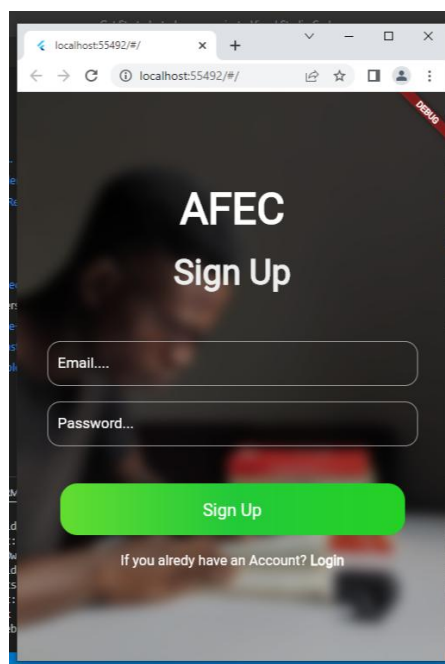 localhost:55492/#/
localhost:55492/#/
DEBUG
AFEC
Sign Up
Email....
Password...
Sign Up
If you alredy have an Account? Login